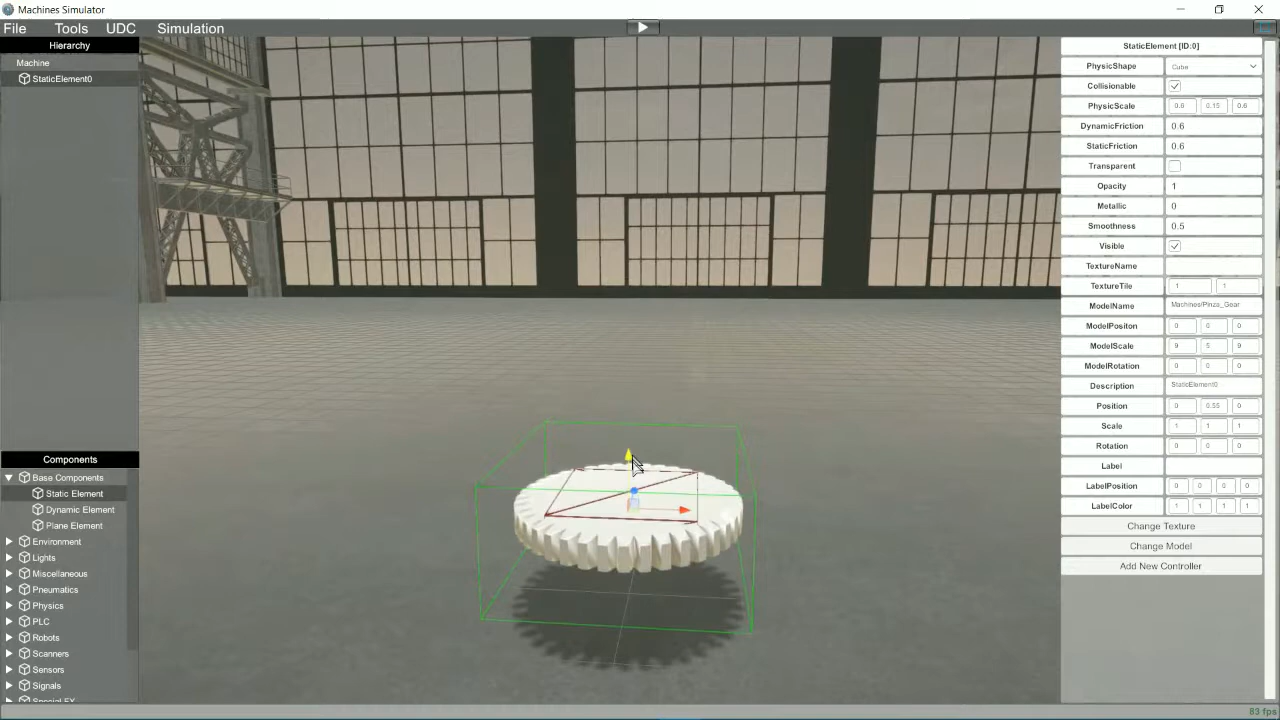 Machines Simulator
File Tools UDC Simulation
Hierarchy
Machine
StaticElement0
Components
Base Components
Static Element
Dynamic Element
Plane Element
Environment
Lights
Miscellaneous
Pneumatics
Physics
PLC
Robots
Scanners
Sensors
Signals
SpecialFX
StaticElement [ID:0]
PhysicShape Cube
Collisionable
PhysicScale 0.6 0.15 0.6
DynamicFriction 0.6
StaticFriction 0.6
Transparent
Opacity 1
Metallic 0
Smoothness 0.5
Visible
TextureName
TextureTile 1 1
ModelName Machines/Pinza_Gear
ModelPositon 0 0 0
ModelScale 9 5 9
ModelRotation 0 0 0
Description StaticElement0
Position 0 0.55 0
Scale 1 1 1
Rotation 0 0 0
Label
LabelPosition 0 0 0 0
LabelColor 1 1 1 1
Change Texture
Change Model
Add New Controller
83 fps